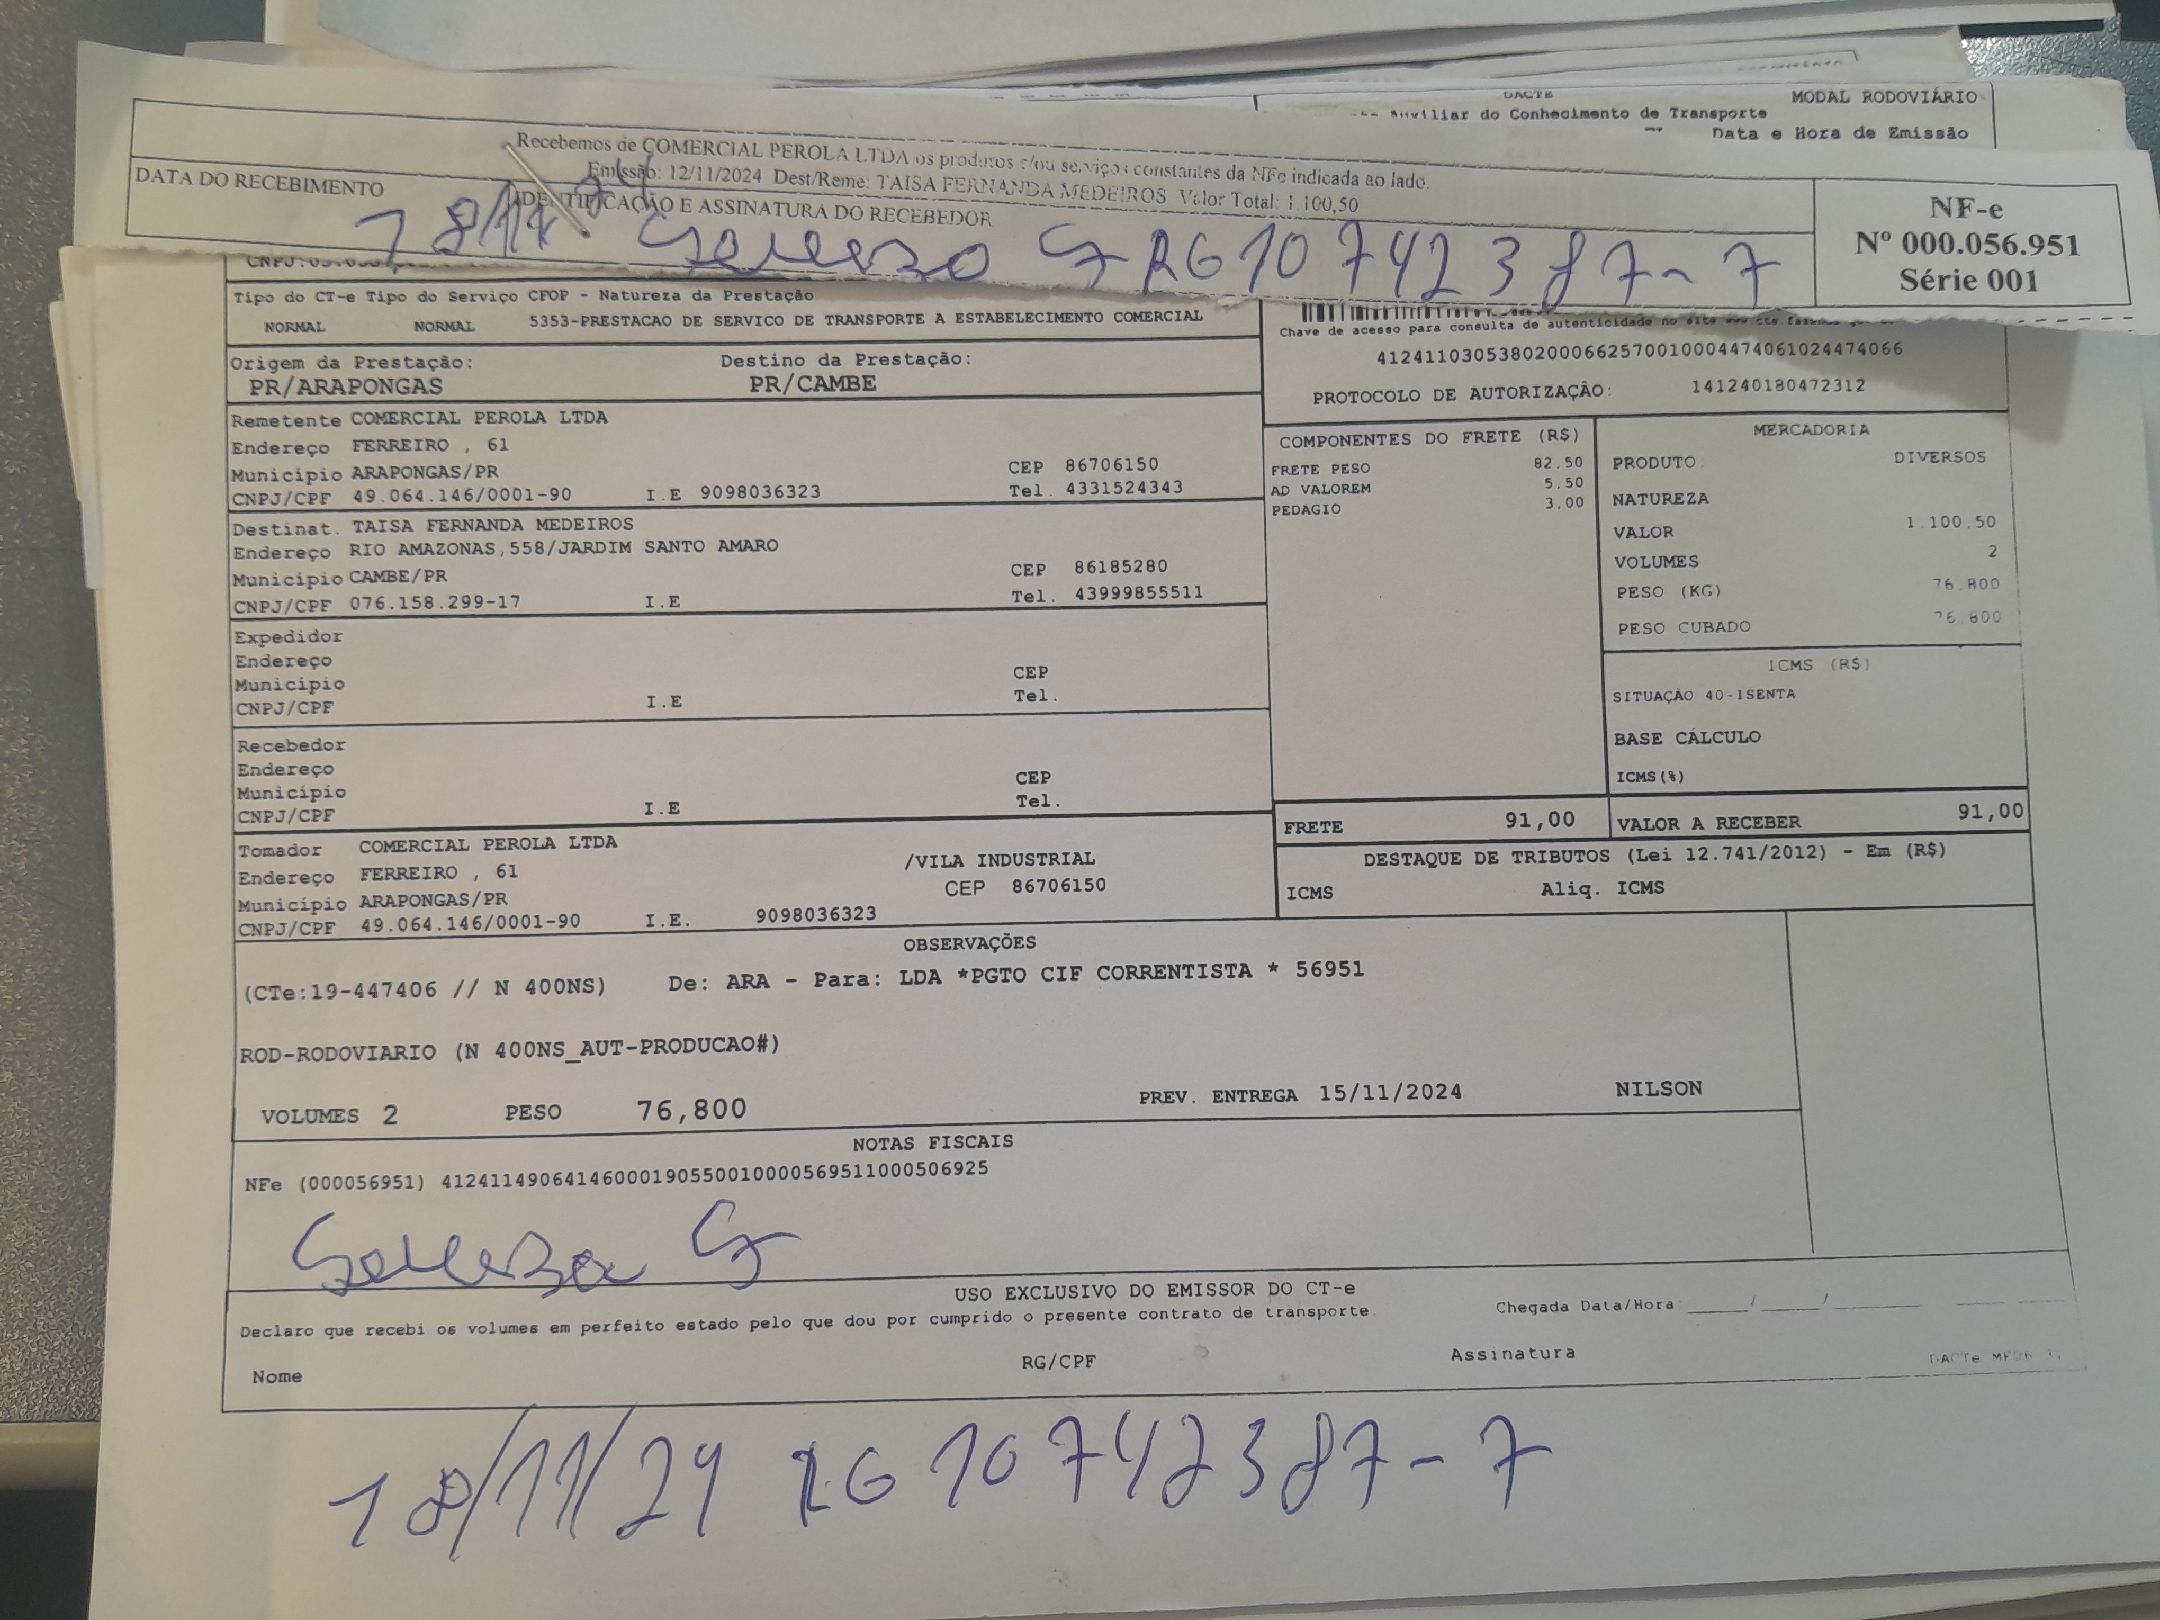 DACTE
MODAL RODOVIÁRIO
Auxiliar do Conhecimento de Transporte
Data e Hora de Emissão
Recebemos de COMERCIAL PEROLA LTDA os produtos e/ou serviços constantes da NFe indicada ao lado.
Emissão: 12/11/2024 Dest/Reme: TAISA FERNANDA MEDEIROS Valor Total: 1.100,50
DATA DO RECEBIMENTO
IDENTIFICAÇÃO E ASSINATURA DO RECEBEDOR
18/11/24 RG 10742387-7
NF-e
Nº 000.056.951
Série 001
Tipo do CT-e Tipo do Serviço CFOP - Natureza da Prestação
NORMAL NORMAL 5353-PRESTACAO DE SERVICO DE TRANSPORTE A ESTABELECIMENTO COMERCIAL
Chave de acesso para consulta de autenticidade no site
41241103053802000662570010004474061024474066
PROTOCOLO DE AUTORIZAÇÃO: 141240180472312
Origem da Prestação: Destino da Prestação:
PR/ARAPONGAS PR/CAMBE
Remetente COMERCIAL PEROLA LTDA
Endereço FERREIRO , 61
Município ARAPONGAS/PR CEP 86706150
CNPJ/CPF 49.064.146/0001-90 I.E 9098036323 Tel. 4331524343
Destinat. TAISA FERNANDA MEDEIROS
Endereço RIO AMAZONAS,558/JARDIM SANTO AMARO
Município CAMBE/PR CEP 86185280
CNPJ/CPF 076.158.299-17 I.E Tel. 43999855511
Expedidor
Endereço
Município CEP
CNPJ/CPF I.E Tel.
Recebedor
Endereço
Município CEP
CNPJ/CPF I.E Tel.
Tomador COMERCIAL PEROLA LTDA
Endereço FERREIRO , 61 /VILA INDUSTRIAL
Município ARAPONGAS/PR CEP 86706150
CNPJ/CPF 49.064.146/0001-90 I.E. 9098036323
COMPONENTES DO FRETE (R$)
FRETE PESO 82,50
AD VALOREM 5,50
PEDAGIO 3,00
MERCADORIA
PRODUTO: DIVERSOS
NATUREZA
VALOR 1.100,50
VOLUMES 2
PESO (KG) 76,800
PESO CUBADO 76,800
ICMS (R$)
SITUAÇÃO 40-ISENTA
BASE CÁLCULO
ICMS(%)
FRETE 91,00 VALOR A RECEBER 91,00
DESTAQUE DE TRIBUTOS (Lei 12.741/2012) - Em (R$)
ICMS Aliq. ICMS
OBSERVAÇÕES
(CTe:19-447406 // N 400NS) De: ARA - Para: LDA *PGTO CIF CORRENTISTA * 56951
ROD-RODOVIARIO (N 400NS_AUT-PRODUCAO#)
VOLUMES 2 PESO 76,800 PREV. ENTREGA 15/11/2024 NILSON
NOTAS FISCAIS
NFe (000056951) 41241149064146000190550010000569511000506925
USO EXCLUSIVO DO EMISSOR DO CT-e
Declaro que recebi os volumes em perfeito estado pelo que dou por cumprido o presente contrato de transporte.
Chegada Data/Hora: ____/____/______
Nome RG/CPF Assinatura
18/11/24 RG 10742387-7